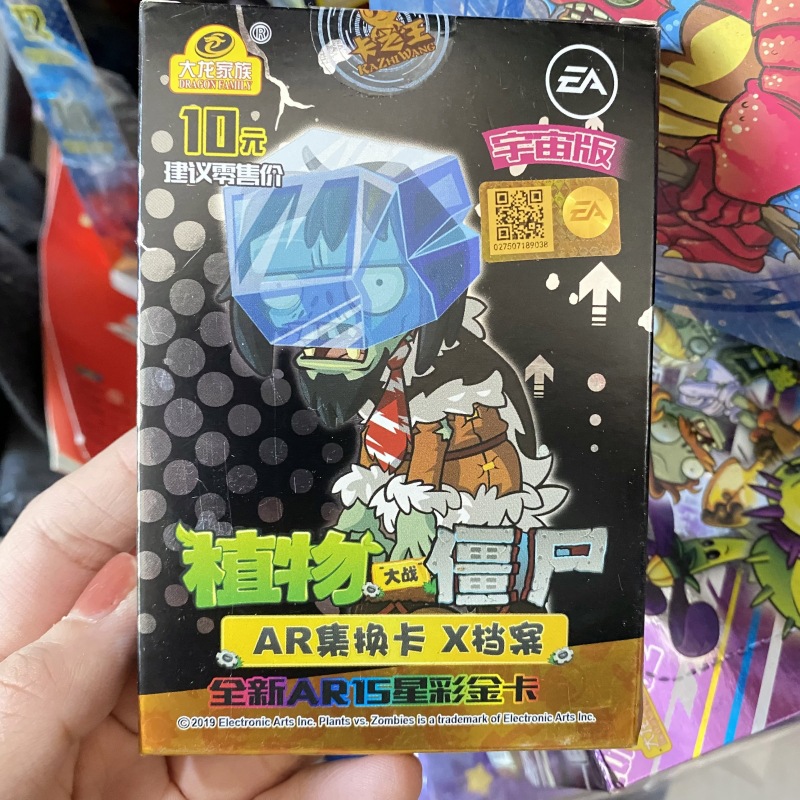 大龙家族
DRAGON FAMILY
®
卡之王
KAZHIWANG
EA
10元
建议零售价
宇宙版
EA
027507189038
植物大战僵尸
AR集换卡 X档案
全新AR15星彩金卡
©2019 Electronic Arts Inc. Plants vs. Zombies is a trademark of Electronic Arts Inc.